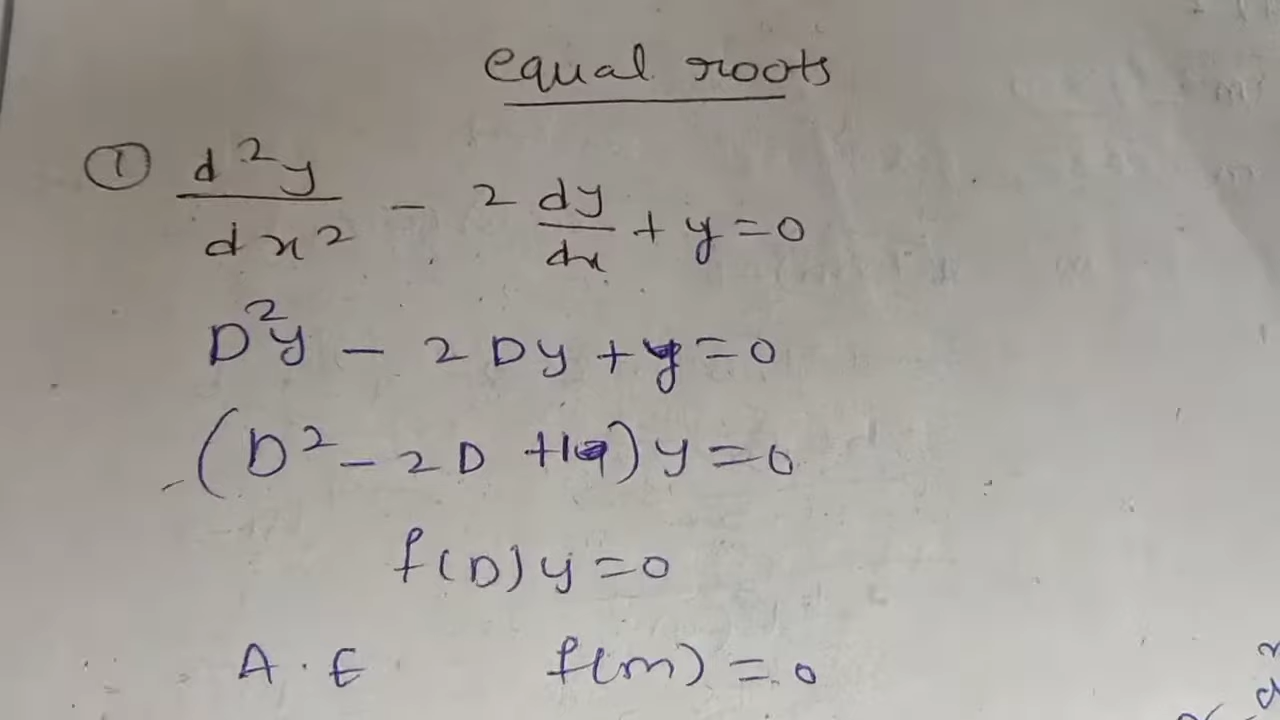 equal roots
① d²y/dx² - 2 dy/dx + y = 0
D²y - 2Dy + y = 0
(D² - 2D + 1)y = 0
f(D)y = 0
A.E f(m) = 0